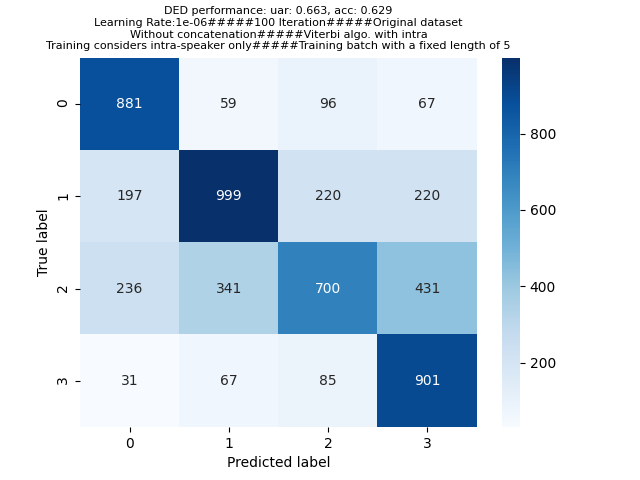 DED performance: uar: 0.663, acc: 0.629
Learning Rate:1e-06#####100 Iteration#####Original dataset
Without concatenation#####Viterbi algo. with intra
Training considers intra-speaker only#####Training batch with a fixed length of 5
True label
0
881 59 96 67
1
197 999 220 220
2
236 341 700 431
3
31 67 85 901
0 1 2 3
Predicted label
800
600
400
200